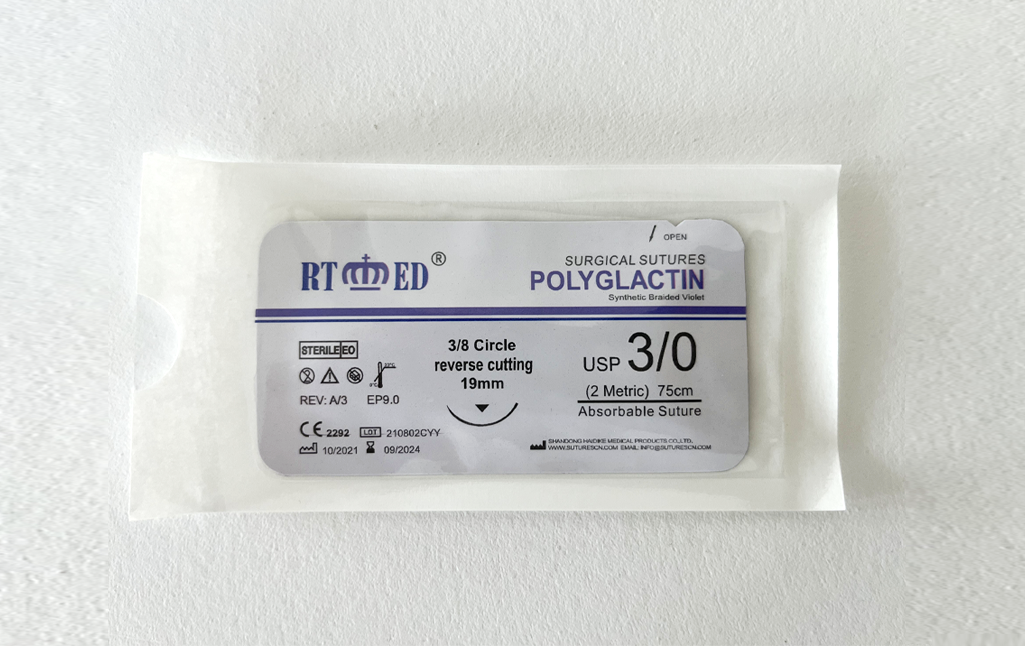 OPEN
RT MED®
SURGICAL SUTURES
POLYGLACTIN
Synthetic Braided Violet
STERILE EO
3/8 Circle
reverse cutting
19mm
USP 3/0
(2 Metric) 75cm
Absorbable Suture
REV: A/3 EP9.0
CE 2292 LOT 210802CYY
10/2021 09/2024
SHANDONG HAIDIKE MEDICAL PRODUCTS CO.,LTD.
WWW.SUTURESCN.COM EMAIL: INFO@SUTURESCN.COM